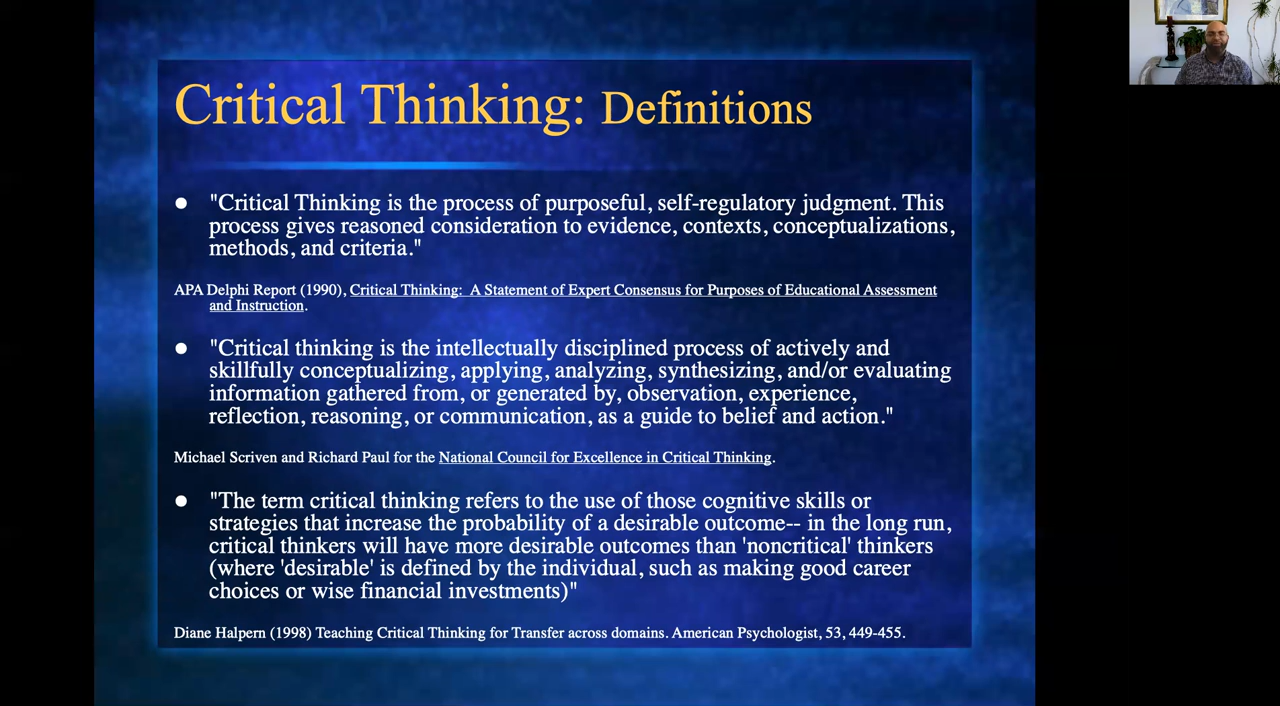 Critical Thinking: Definitions
● "Critical Thinking is the process of purposeful, self-regulatory judgment. This
process gives reasoned consideration to evidence, contexts, conceptualizations,
methods, and criteria."
APA Delphi Report (1990), Critical Thinking:  A Statement of Expert Consensus for Purposes of Educational Assessment
and Instruction.
● "Critical thinking is the intellectually disciplined process of actively and
skillfully conceptualizing, applying, analyzing, synthesizing, and/or evaluating
information gathered from, or generated by, observation, experience,
reflection, reasoning, or communication, as a guide to belief and action."
Michael Scriven and Richard Paul for the National Council for Excellence in Critical Thinking.
● "The term critical thinking refers to the use of those cognitive skills or
strategies that increase the probability of a desirable outcome-- in the long run,
critical thinkers will have more desirable outcomes than 'noncritical' thinkers
(where 'desirable' is defined by the individual, such as making good career
choices or wise financial investments)"
Diane Halpern (1998) Teaching Critical Thinking for Transfer across domains. American Psychologist, 53, 449-455.